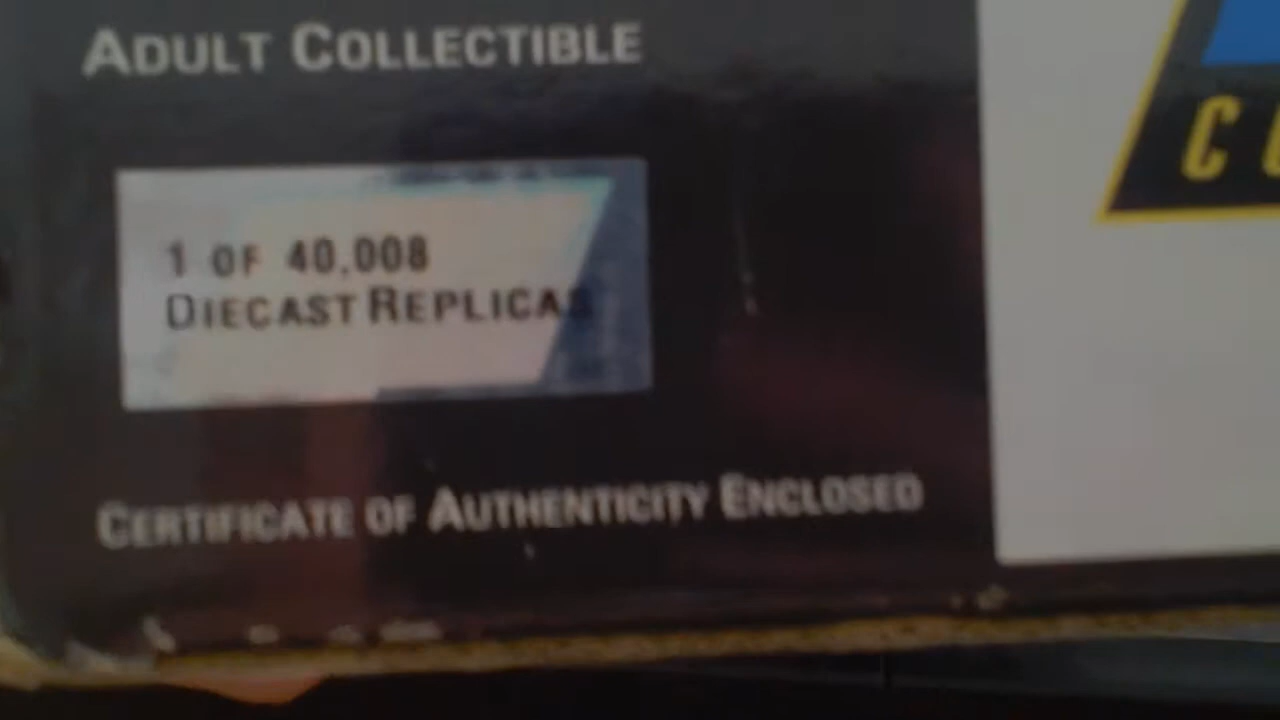 ADULT COLLECTIBLE
1 OF 40,008
DIECAST REPLICAS
CERTIFICATE OF AUTHENTICITY ENCLOSED